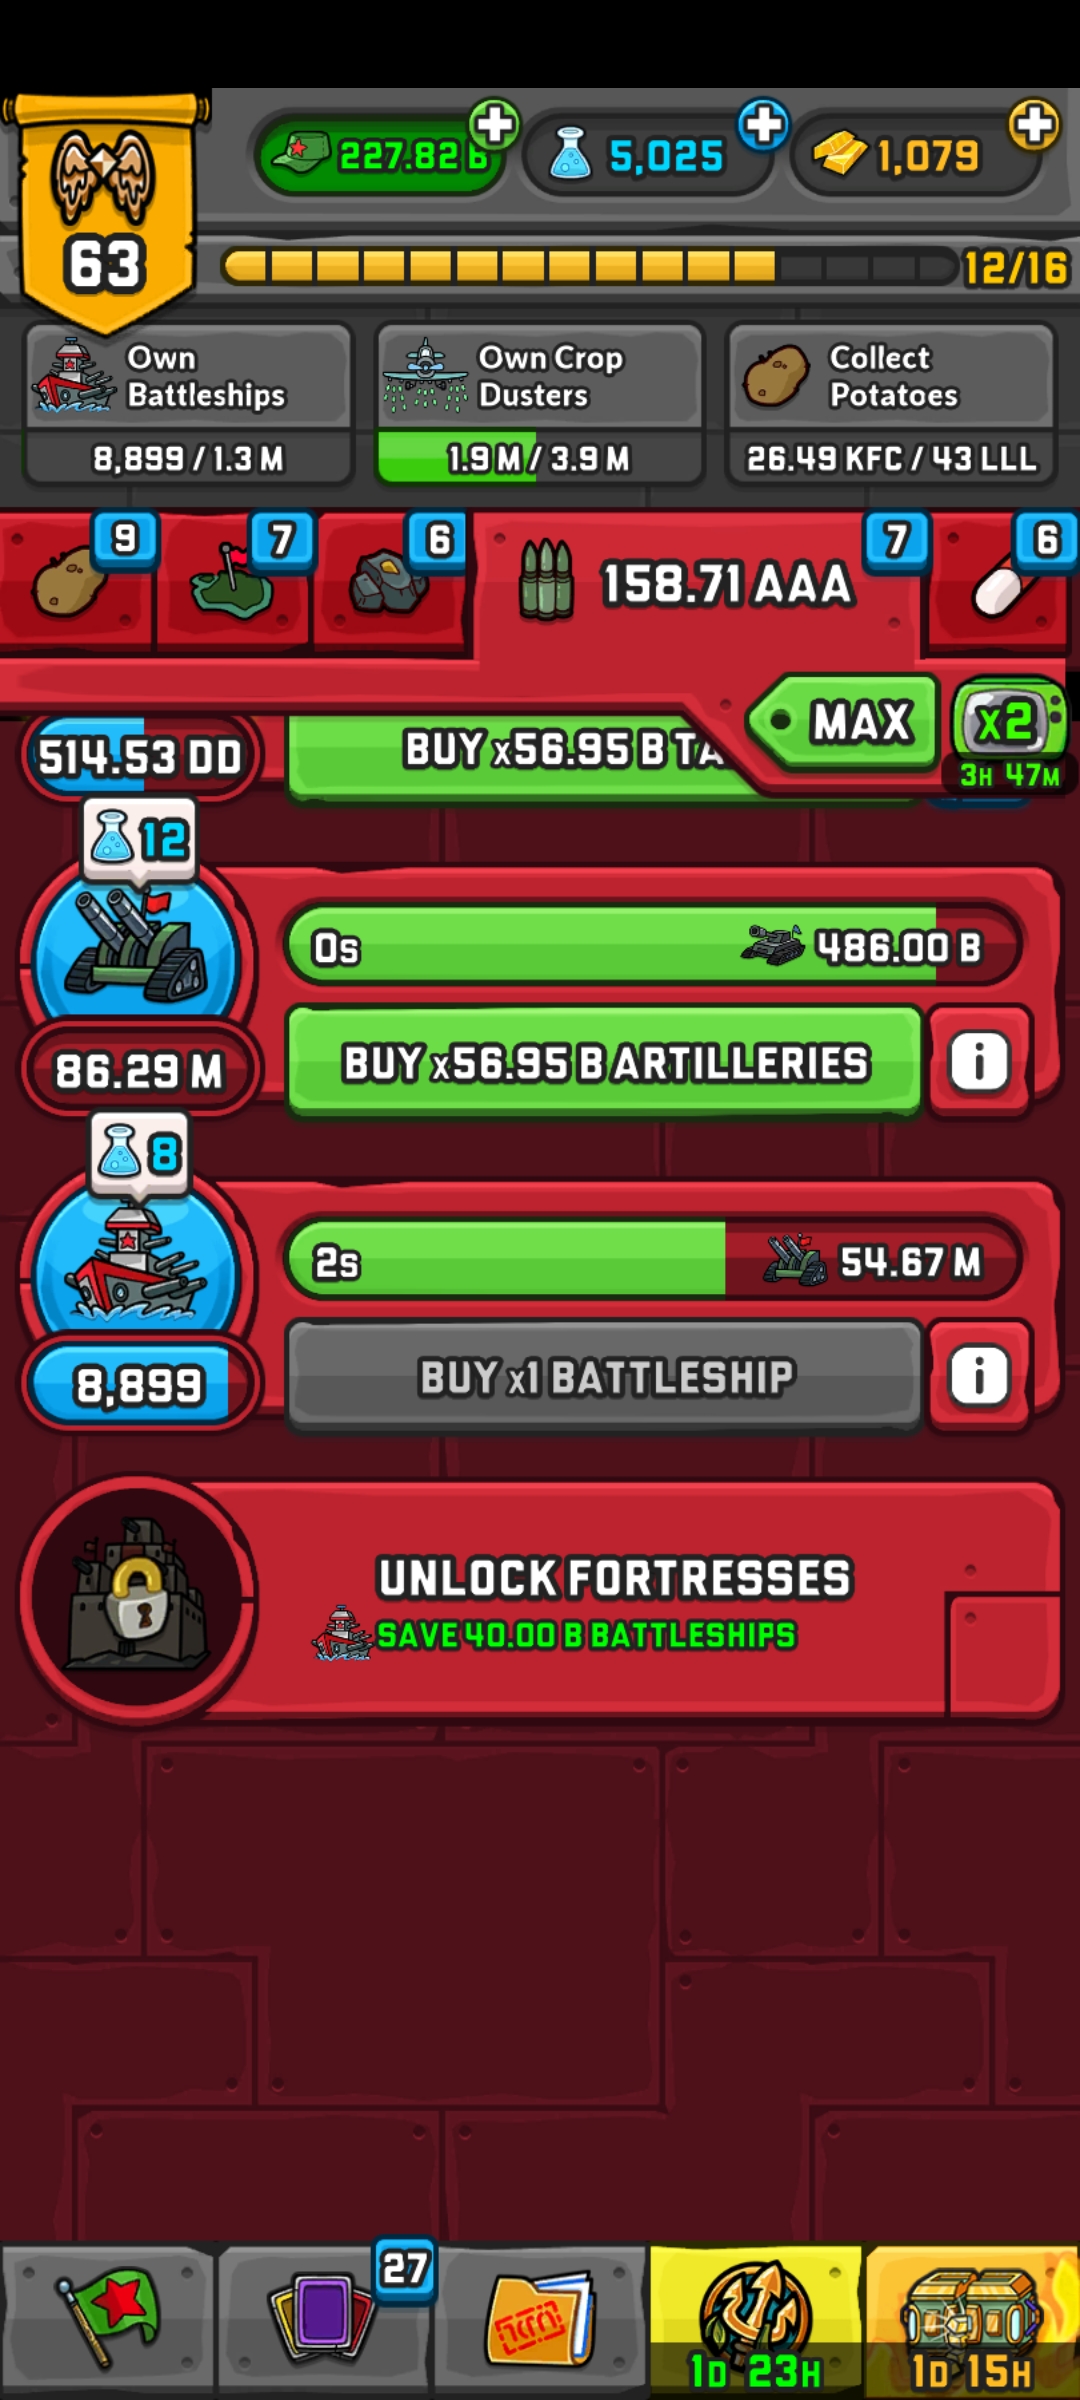 227.82 B
5,025
1,079
63
12/16
Own Battleships
8,899 / 1.3 M
Own Crop Dusters
1.9 M / 3.9 M
Collect Potatoes
26.49 KFC / 43 LLL
9
7
6
158.71 AAA
7
6
MAX
x2
3H 47M
514.53 DD
BUY x56.95 B TA
12
0s
486.00 B
86.29 M
BUY x56.95 B ARTILLERIES
i
8
2s
54.67 M
8,899
BUY x1 BATTLESHIP
i
UNLOCK FORTRESSES
SAVE 40.00 B BATTLESHIPS
27
1D 23H
1D 15H